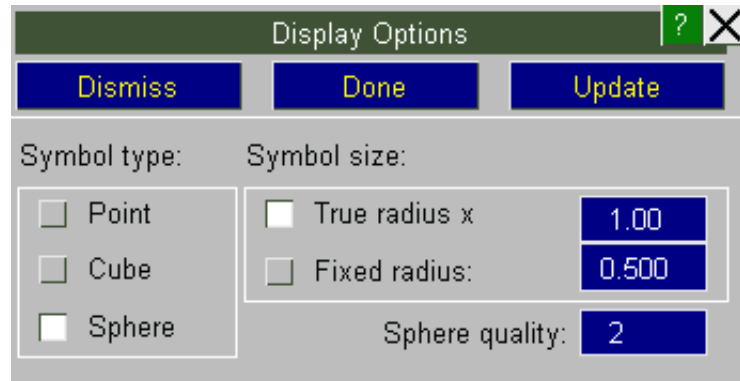 Display Options ?
Dismiss Done Update
Symbol type: Symbol size:
Point True radius x 1.00
Cube Fixed radius: 0.500
Sphere Sphere quality: 2